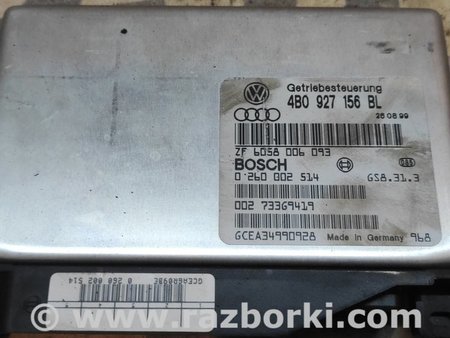 Getriebesteuerung
4B0 927 156 BL
26 08 99
ZF 6058 006 093
BOSCH
0 260 002 514 GS8.31.3
002 73369419
GCEA34990928 Made in Germany 968
0 260 002 514
www.razborki.com